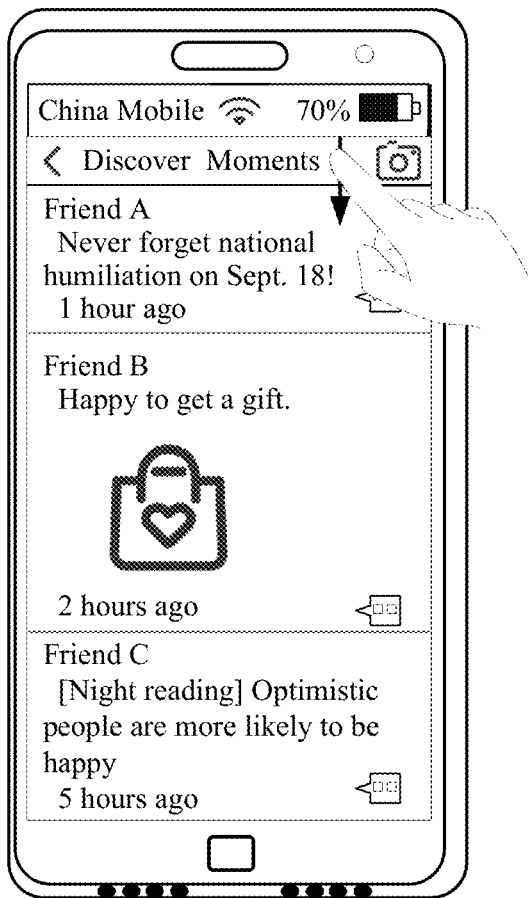 China Mobile 70%
Discover Moments
Friend A
Never forget national
humiliation on Sept. 18!
1 hour ago
Friend B
Happy to get a gift.
2 hours ago
Friend C
[Night reading] Optimistic
people are more likely to be
happy
5 hours ago